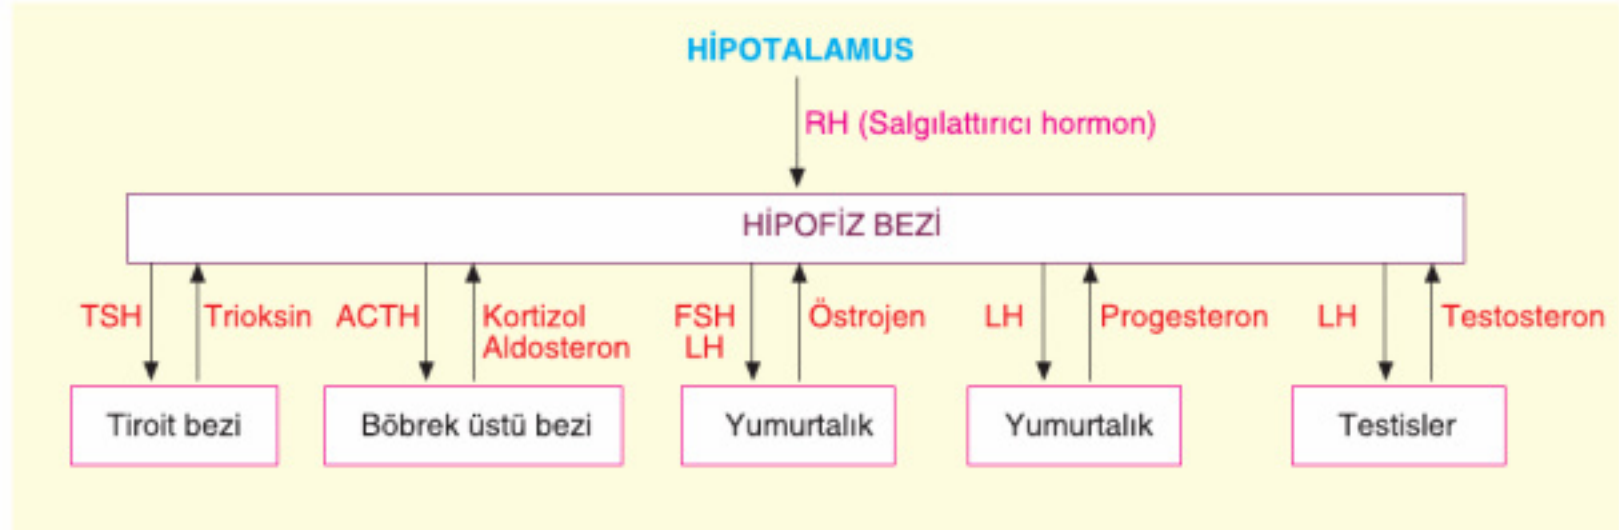 HİPOTALAMUS
RH (Salgılattırıcı hormon)
HİPOFİZ BEZİ
TSH
Trioksin
ACTH
Kortizol
Aldosteron
FSH
LH
Östrojen
LH
Progesteron
LH
Testosteron
Tiroit bezi
Böbrek üstü bezi
Yumurtalık
Yumurtalık
Testisler